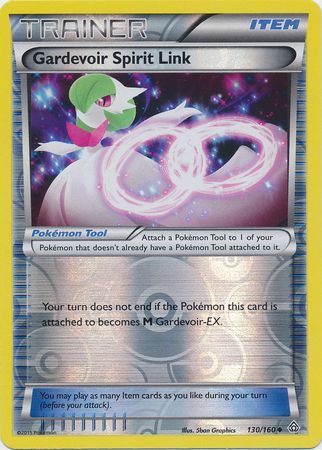 TRAINER
ITEM
Gardevoir Spirit Link
Pokémon Tool
Attach a Pokémon Tool to 1 of your
Pokémon that doesn't already have a Pokémon Tool attached to it.
Your turn does not end if the Pokémon this card is
attached to becomes M Gardevoir-EX.
You may play as many Item cards as you like during your turn
(before your attack).
©2015 Pokémon
Illus. 5ban Graphics
130/160